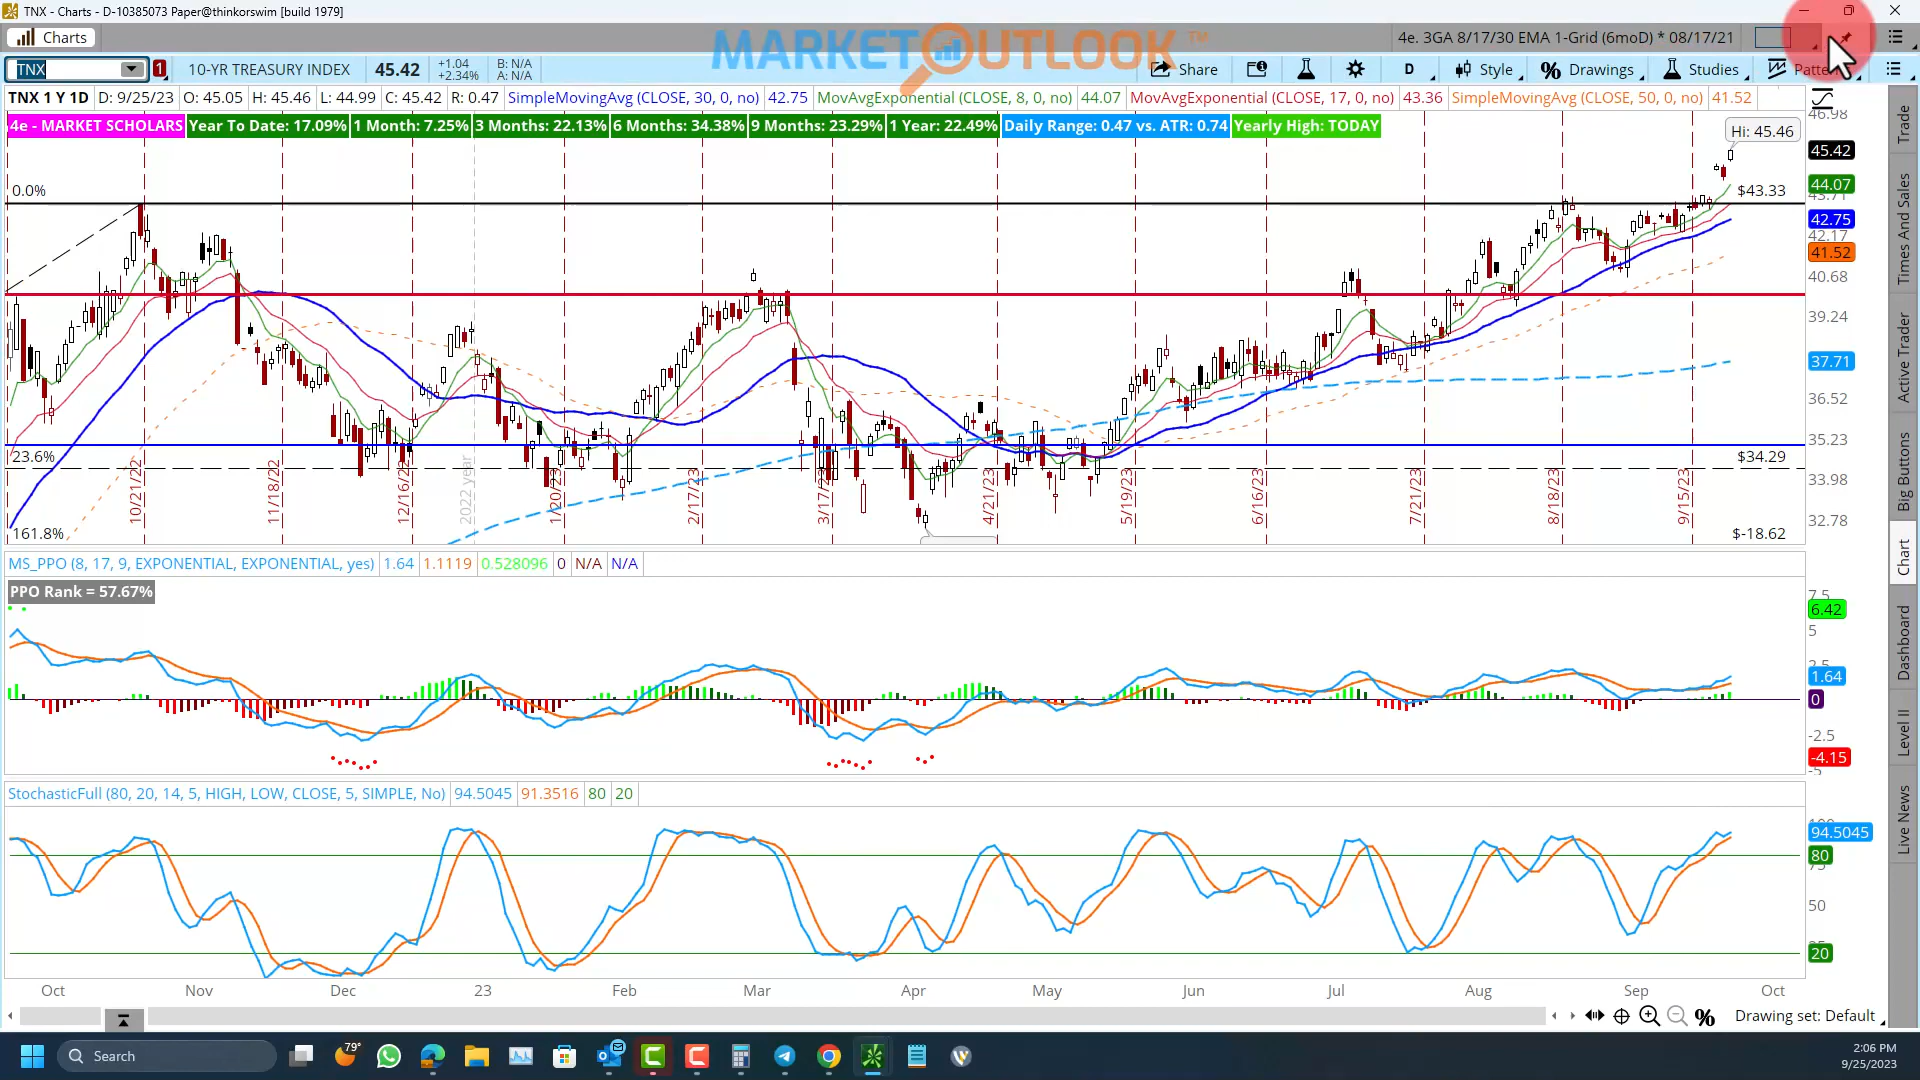 TNX - Charts - D-10385073 Paper@thinkorswim [build 1979]
Charts
MARKET OUTLOOK TM
4e. 3GA 8/17/30 EMA 1-Grid (6moD) * 08/17/21
TNX
1
10-YR TREASURY INDEX
45.42
+1.04
+2.34%
B: N/A
A: N/A
Share
D
Style
% Drawings
Studies
TNX 1 Y 1D D: 9/25/23 O: 45.05 H: 45.46 L: 44.99 C: 45.42 R: 0.47 SimpleMovingAvg (CLOSE, 30, 0, no) 42.75 MovAvgExponential (CLOSE, 8, 0, no) 44.07 MovAvgExponential (CLOSE, 17, 0, no) 43.36 SimpleMovingAvg (CLOSE, 50, 0, no) 41.52
4e - MARKET SCHOLARS Year To Date: 17.09% 1 Month: 7.25% 3 Months: 22.13% 6 Months: 34.38% 9 Months: 23.29% 1 Year: 22.49% Daily Range: 0.47 vs. ATR: 0.74 Yearly High: TODAY
46.98
Hi: 45.46
45.42
44.07
0.0%
$43.33
42.75
42.17
41.52
40.68
39.24
37.71
36.52
35.23
23.6%
$34.29
33.98
32.78
161.8%
$-18.62
10/21/22
11/18/22
12/16/22
2022 year
1/20/23
2/17/23
3/17/23
4/21/23
5/19/23
6/16/23
7/21/23
8/18/23
9/15/23
MS_PPO (8, 17, 9, EXPONENTIAL, EXPONENTIAL, yes) 1.64 1.1119 0.528096 0 N/A N/A
PPO Rank = 57.67%
7.5
6.42
5
2.5
1.64
0
-2.5
-4.15
-5
StochasticFull (80, 20, 14, 5, HIGH, LOW, CLOSE, 5, SIMPLE, No) 94.5045 91.3516 80 20
94.5045
80
50
20
Oct Nov Dec 23 Feb Mar Apr May Jun Jul Aug Sep Oct
Drawing set: Default
Trade
Times And Sales
Active Trader
Big Buttons
Chart
Dashboard
Level II
Live News
Search
79°
2:06 PM
9/25/2023